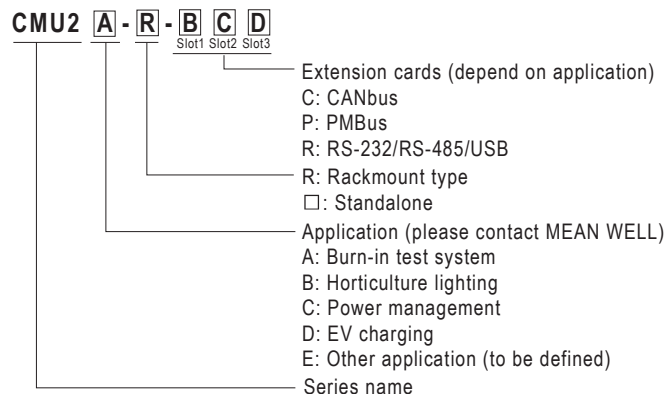 CMU2 A - R - B C D
Slot1 Slot2 Slot3
Extension cards (depend on application)
C: CANbus
P: PMBus
R: RS-232/RS-485/USB
R: Rackmount type
□: Standalone
Application (please contact MEAN WELL)
A: Burn-in test system
B: Horticulture lighting
C: Power management
D: EV charging
E: Other application (to be defined)
Series name